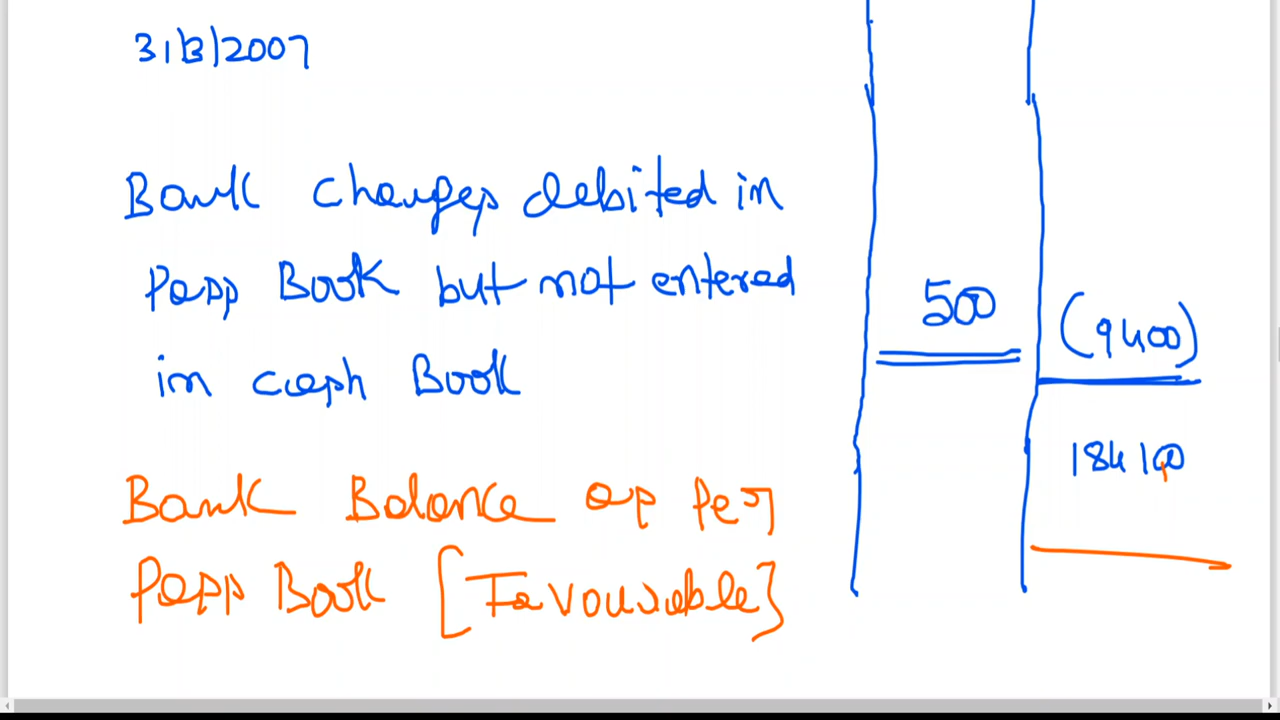 31/3/2007
Bank charges debited in
Pass Book but not entered
500
(9400)
in cash Book
184100
Bank Balance as per
Pass Book [Favourable]